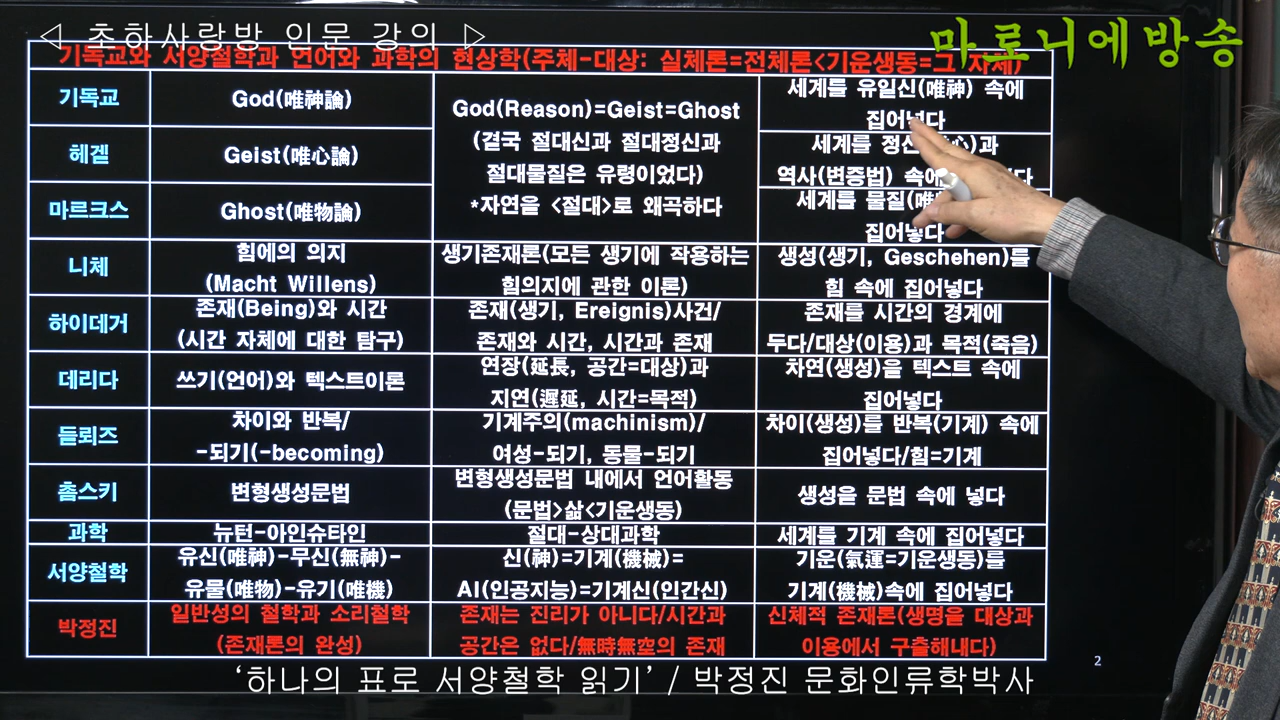 ◁ 초하사랑방 인문 강의 ▷
마로니에방송
기독교와 서양철학과 언어와 과학의 현상학(주체-대상: 실체론=전체론<기운생동=그 자체)
기독교
God(唯神論)
God(Reason)=Geist=Ghost
(결국 절대신과 절대정신과
절대물질은 유령이었다)
*자연을 <절대>로 왜곡하다
세계를 유일신(唯神) 속에
집어넣다
헤겔
Geist(唯心論)
세계를 정신 과
역사(변증법) 속에
마르크스
Ghost(唯物論)
세계를 물질(唯
집어넣다
니체
힘에의 의지
(Macht Willens)
생기존재론(모든 생기에 작용하는
힘의지에 관한 이론)
생성(생기, Geschehen)를
힘 속에 집어넣다
하이데거
존재(Being)와 시간
(시간 자체에 대한 탐구)
존재(생기, Ereignis)사건/
존재와 시간, 시간과 존재
존재를 시간의 경계에
두다/대상(이용)과 목적(죽음)
데리다
쓰기(언어)와 텍스트이론
연장(延長, 공간=대상)과
지연(遲延, 시간=목적)
차연(생성)을 텍스트 속에
집어넣다
들뢰즈
차이와 반복/
-되기(-becoming)
기계주의(machinism)/
여성-되기, 동물-되기
차이(생성)를 반복(기계) 속에
집어넣다/힘=기계
촘스키
변형생성문법
변형생성문법 내에서 언어활동
(문법>삶<기운생동)
생성을 문법 속에 넣다
과학
뉴턴-아인슈타인
절대-상대과학
세계를 기계 속에 집어넣다
서양철학
유신(唯神)-무신(無神)-
유물(唯物)-유기(唯機)
신(神)=기계(機械)=
AI(인공지능)=기계신(인간신)
기운(氣運=기운생동)를
기계(機械)속에 집어넣다
박정진
일반성의 철학과 소리철학
(존재론의 완성)
존재는 진리가 아니다/시간과
공간은 없다/無時無空의 존재
신체적 존재론(생명을 대상과
이용에서 구출해내다)
2
‘하나의 표로 서양철학 읽기’ / 박정진 문화인류학박사